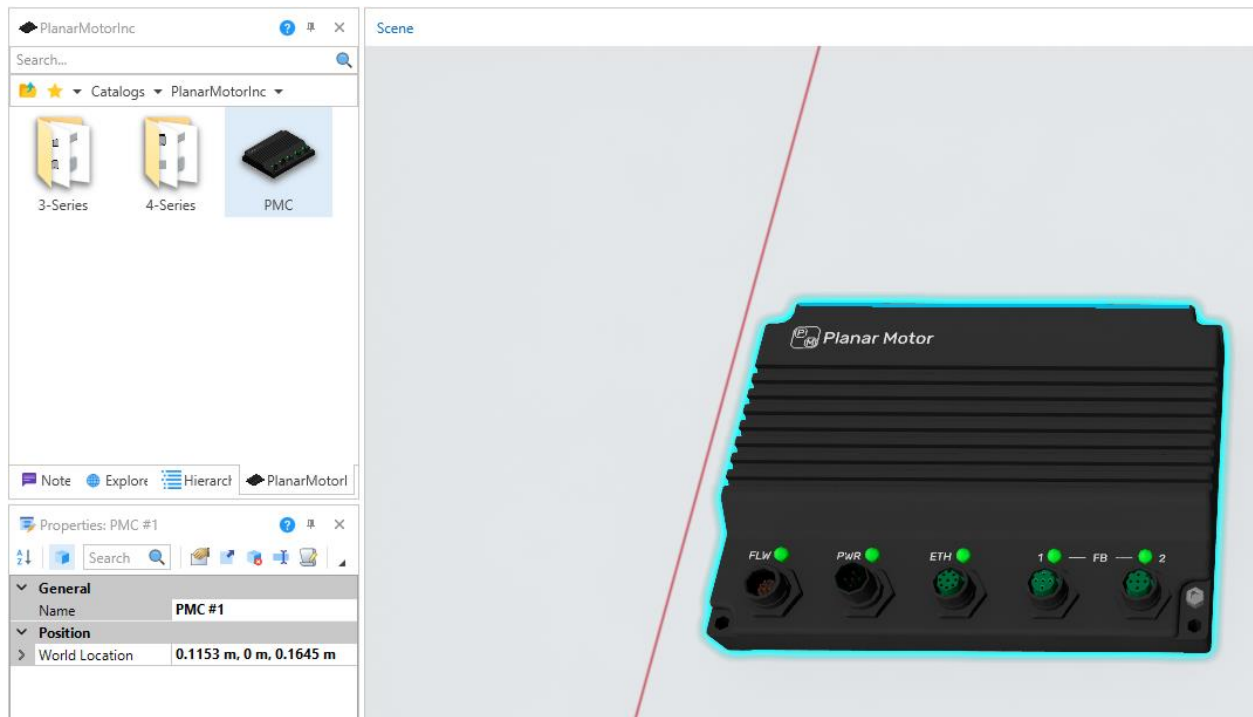 PlanarMotorInc
Search...
Catalogs PlanarMotorInc
3-Series 4-Series PMC
Note Explore Hierarch PlanarMotorI
Properties: PMC #1
Search
General
Name PMC #1
Position
World Location 0.1153 m, 0 m, 0.1645 m
Scene
Planar Motor
FLW PWR ETH 1 — FB — 2